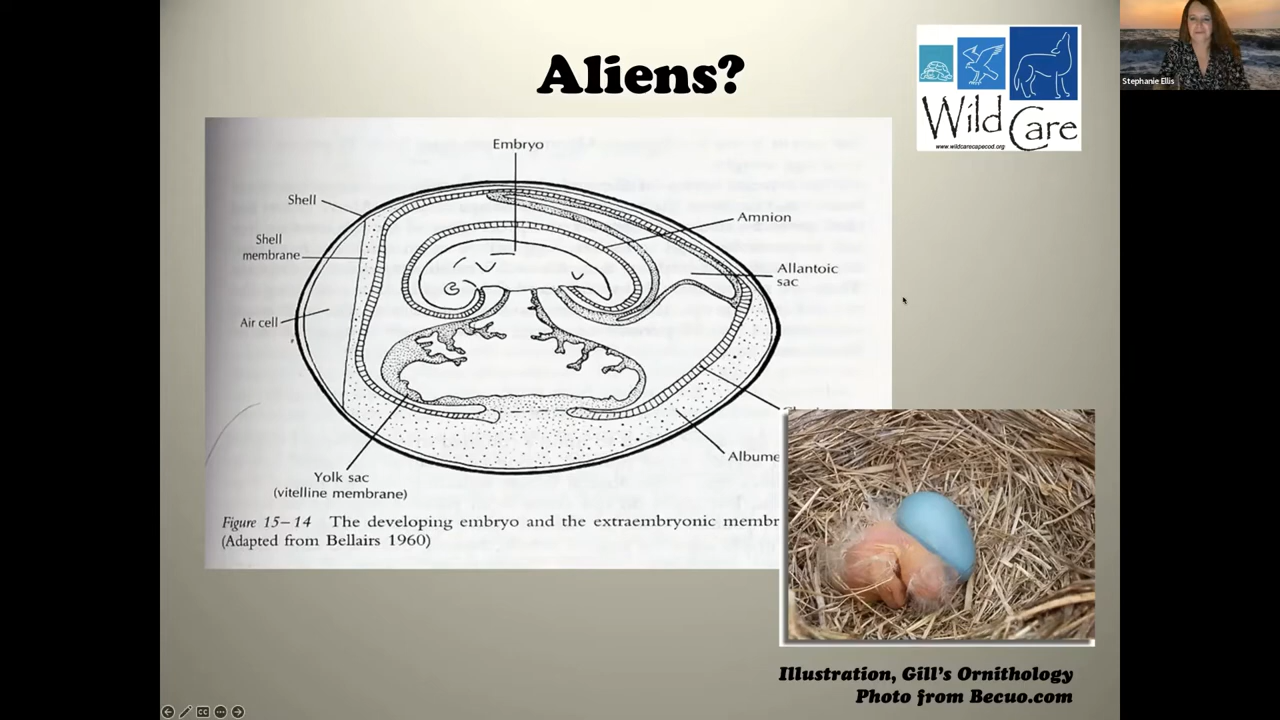 Aliens?
Wild Care
www.wildcarecapecod.org
Stephanie Ellis
Embryo
Shell
Amnion
Shell
membrane
Allantoic
sac
Air cell
Albume
Yolk sac
(vitelline membrane)
Figure 15–14 The developing embryo and the extraembryonic membr
(Adapted from Bellairs 1960)
Illustration, Gill's Ornithology
Photo from Becuo.com
CC